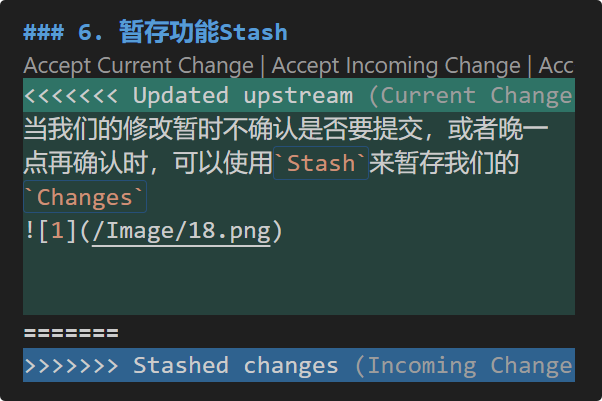 ### 6. 暂存功能Stash
Accept Current Change | Accept Incoming Change | Acc
<<<<<<< Updated upstream (Current Change
当我们的修改暂时不确认是否要提交，或者晚一
点再确认时，可以使用`Stash`来暂存我们的
`Changes`
![1](/Image/18.png)
=======
>>>>>>> Stashed changes (Incoming Change